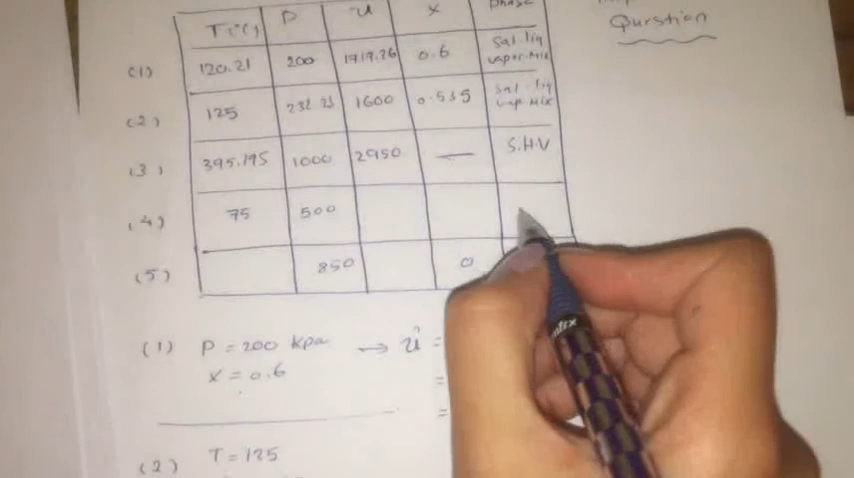 Qurstion
T(°C) P u x phase
(1) 120.21 200 1719.26 0.6 sat liq vapor-Mix
(2) 125 232.23 1600 0.535 sat. liq vap-Mix
(3) 395.195 1000 2950 — S.H.V
(4) 75 500
(5) 850 0
(1) P = 200 kpa → û =
x = 0.6 =
=
(2) T = 125